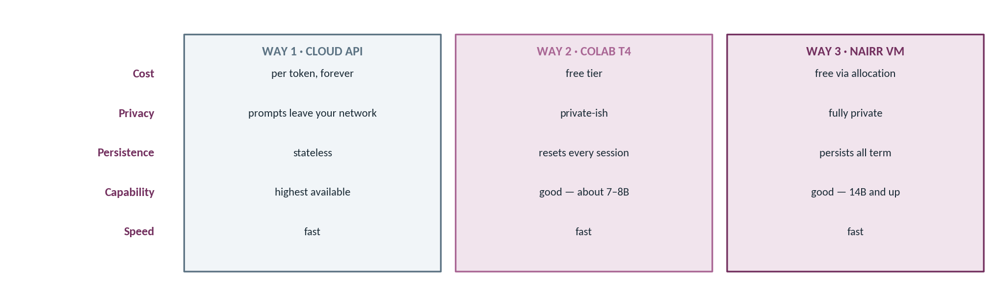 WAY 1 · CLOUD API
WAY 2 · COLAB T4
WAY 3 · NAIRR VM
Cost
per token, forever
free tier
free via allocation
Privacy
prompts leave your network
private-ish
fully private
Persistence
stateless
resets every session
persists all term
Capability
highest available
good — about 7–8B
good — 14B and up
Speed
fast
fast
fast